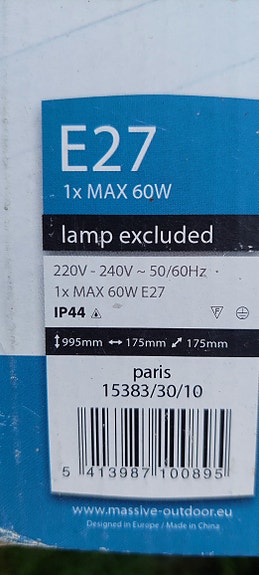 E27
1x MAX 60W
lamp excluded
220V - 240V ~ 50/60Hz
1x MAX 60W E27
IP44
F
995mm 175mm 175mm
paris
15383/30/10
5 413987 100895
www.massive-outdoor.eu
Designed in Europe / Made in China